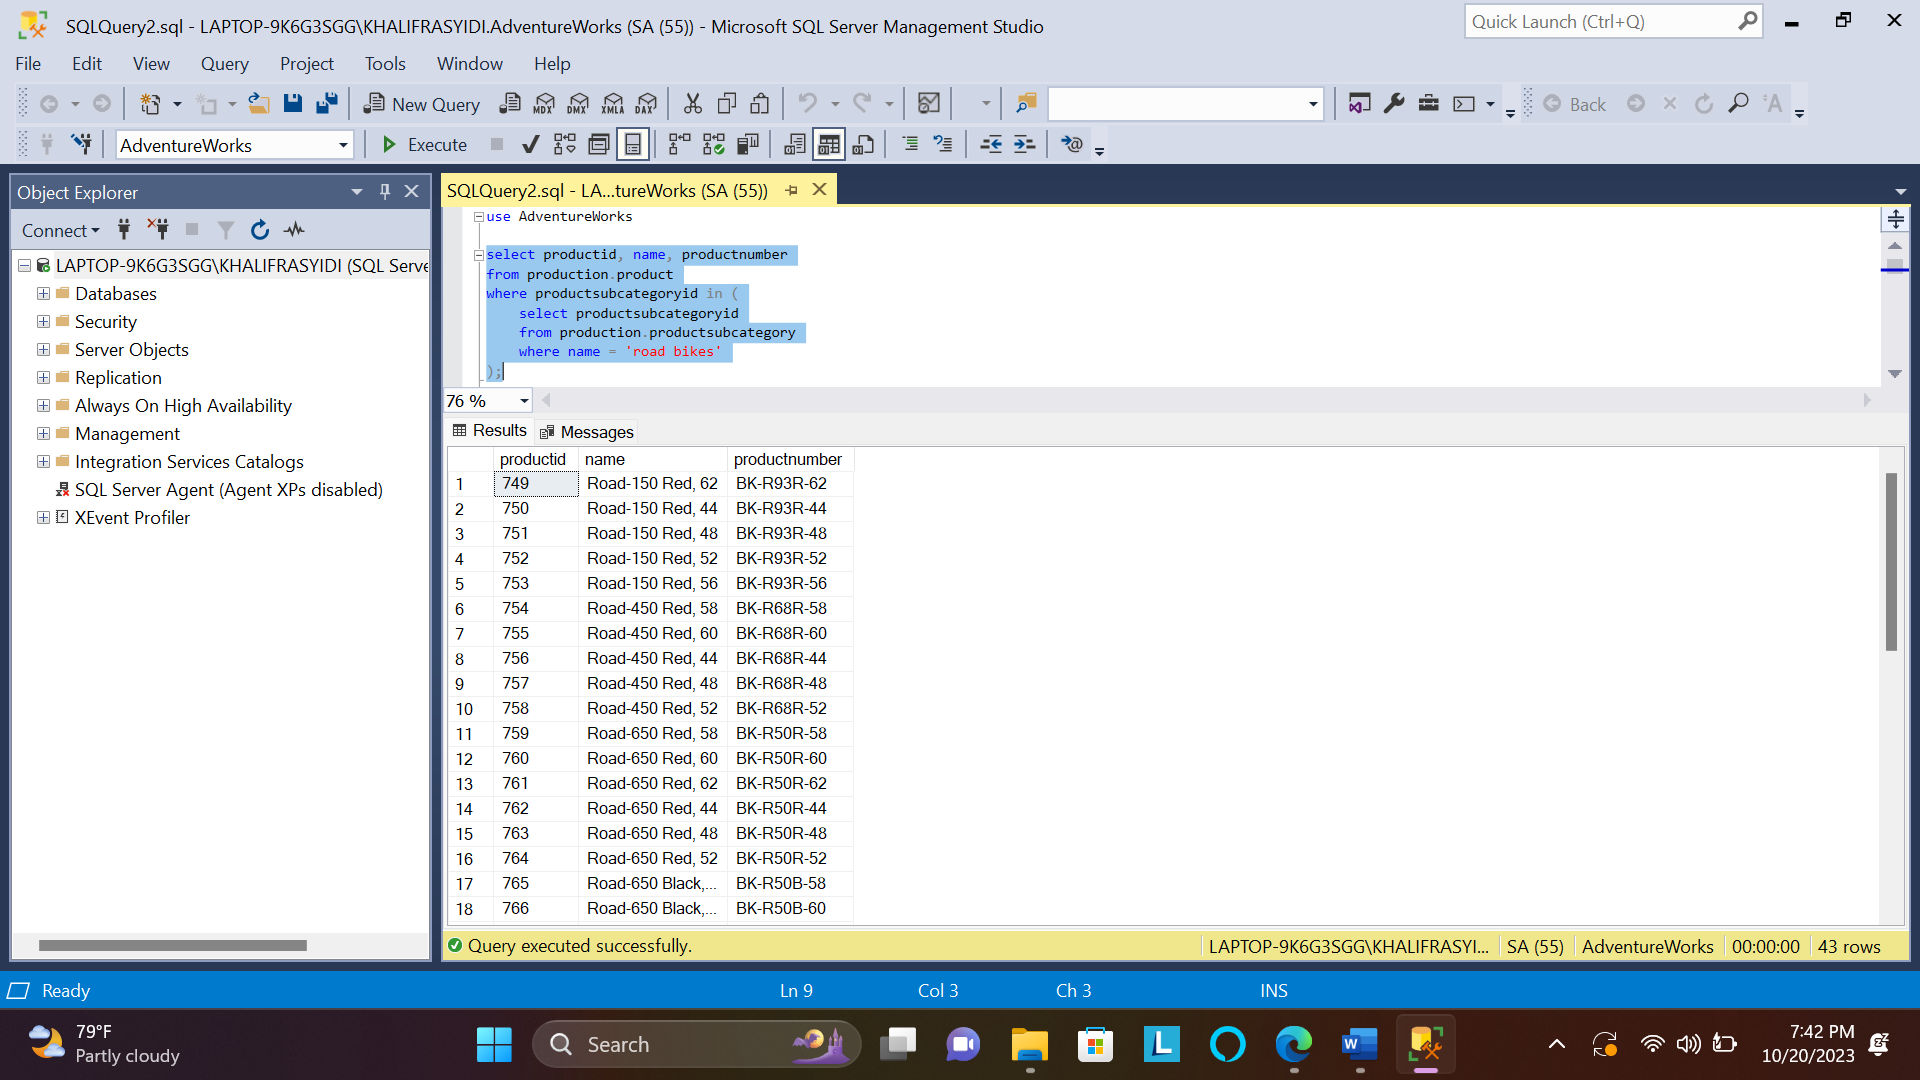 SQLQuery2.sql - LAPTOP-9K6G3SGG\KHALIFRASYIDI.AdventureWorks (SA (55)) - Microsoft SQL Server Management Studio
Quick Launch (Ctrl+Q)
File Edit View Query Project Tools Window Help
New Query MDX DMX XMLA DAX Back
AdventureWorks Execute
Object Explorer
Connect
LAPTOP-9K6G3SGG\KHALIFRASYIDI (SQL Serve
Databases
Security
Server Objects
Replication
Always On High Availability
Management
Integration Services Catalogs
SQL Server Agent (Agent XPs disabled)
XEvent Profiler
SQLQuery2.sql - LA...tureWorks (SA (55))
use AdventureWorks
select productid, name, productnumber
from production.product
where productsubcategoryid in (
select productsubcategoryid
from production.productsubcategory
where name = 'road bikes'
);
76 %
Results Messages
productid name productnumber
1 749 Road-150 Red, 62 BK-R93R-62
2 750 Road-150 Red, 44 BK-R93R-44
3 751 Road-150 Red, 48 BK-R93R-48
4 752 Road-150 Red, 52 BK-R93R-52
5 753 Road-150 Red, 56 BK-R93R-56
6 754 Road-450 Red, 58 BK-R68R-58
7 755 Road-450 Red, 60 BK-R68R-60
8 756 Road-450 Red, 44 BK-R68R-44
9 757 Road-450 Red, 48 BK-R68R-48
10 758 Road-450 Red, 52 BK-R68R-52
11 759 Road-650 Red, 58 BK-R50R-58
12 760 Road-650 Red, 60 BK-R50R-60
13 761 Road-650 Red, 62 BK-R50R-62
14 762 Road-650 Red, 44 BK-R50R-44
15 763 Road-650 Red, 48 BK-R50R-48
16 764 Road-650 Red, 52 BK-R50R-52
17 765 Road-650 Black,... BK-R50B-58
18 766 Road-650 Black,... BK-R50B-60
Query executed successfully. LAPTOP-9K6G3SGG\KHALIFRASYI... SA (55) AdventureWorks 00:00:00 43 rows
Ready Ln 9 Col 3 Ch 3 INS
79°F
Partly cloudy
Search
7:42 PM
10/20/2023